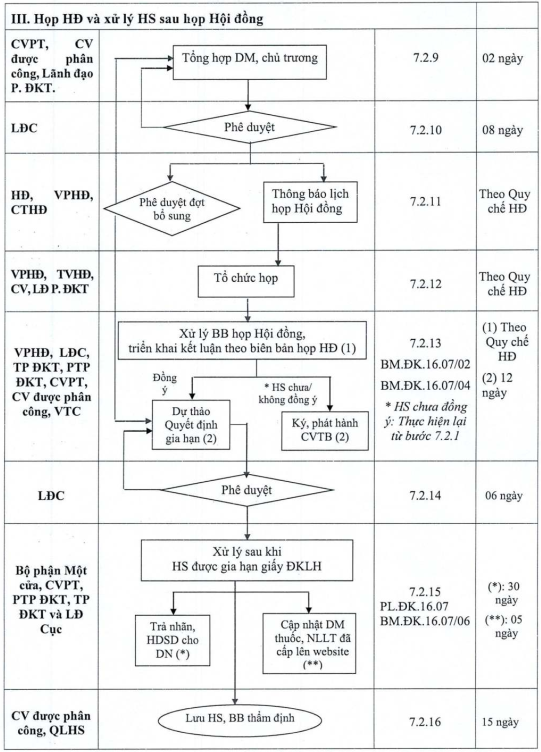 III. Họp HĐ và xử lý HS sau họp Hội đồng
CVPT, CV
được phân
công, Lãnh đạo
P. ĐKT.
Tổng hợp DM, chủ trương
7.2.9
02 ngày
LĐC
Phê duyệt
7.2.10
08 ngày
HĐ, VPHĐ,
CTHĐ
Phê duyệt đợt
bổ sung
Thông báo lịch
họp Hội đồng
7.2.11
Theo Quy
chế HĐ
VPHĐ, TVHĐ,
CV, LĐ P. ĐKT
Tổ chức họp
7.2.12
Theo Quy
chế HĐ
VPHĐ, LĐC,
TP ĐKT, PTP
ĐKT, CVPT,
CV được phân
công, VTC
Xử lý BB họp Hội đồng,
triển khai kết luận theo biên bản họp HĐ (1)
Đồng
ý
* HS chưa/
không đồng ý
Dự thảo
Quyết định
gia hạn (2)
Ký, phát hành
CVTB (2)
7.2.13
BM.ĐK.16.07/02
BM.ĐK.16.07/04
* HS chưa đồng
ý: Thực hiện lại
từ bước 7.2.1
(1) Theo
Quy chế
HĐ
(2) 12
ngày
LĐC
Phê duyệt
7.2.14
06 ngày
Bộ phận Một
cửa, CVPT,
PTP ĐKT, TP
ĐKT và LĐ
Cục
Xử lý sau khi
HS được gia hạn giấy ĐKLH
Trả nhãn,
HDSD cho
DN (*)
Cập nhật DM
thuốc, NLLT đã
cấp lên website
(**)
7.2.15
PL.ĐK.16.07
BM.ĐK.16.07/06
(*): 30
ngày
(**): 05
ngày
CV được phân
công, QLHS
Lưu HS, BB thẩm định
7.2.16
15 ngày